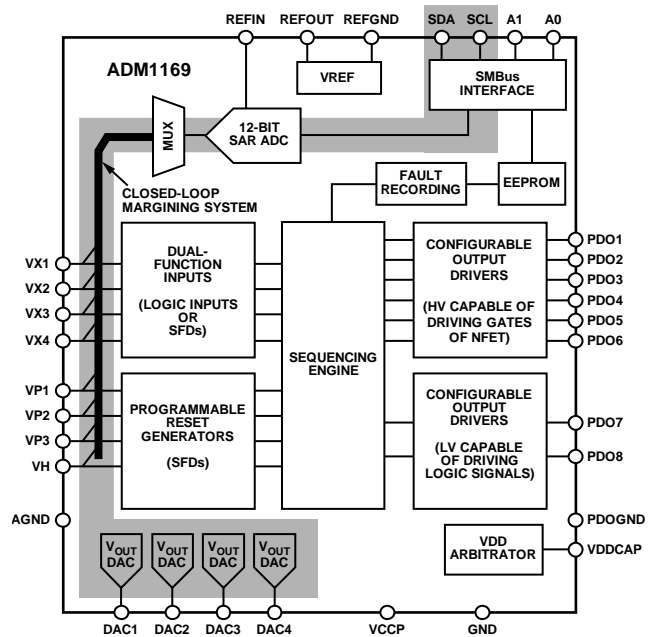 REFIN REFOUT REFGND SDA SCL A1 A0
ADM1169
VREF
SMBus
INTERFACE
MUX
12-BIT
SAR ADC
CLOSED-LOOP
MARGINING SYSTEM
FAULT
RECORDING
EEPROM
VX1
VX2
VX3
VX4
VP1
VP2
VP3
VH
AGND
DUAL-
FUNCTION
INPUTS
(LOGIC INPUTS
OR
SFDs)
PROGRAMMABLE
RESET
GENERATORS
(SFDs)
SEQUENCING
ENGINE
CONFIGURABLE
OUTPUT
DRIVERS
(HV CAPABLE OF
DRIVING GATES
OF NFET)
CONFIGURABLE
OUTPUT
DRIVERS
(LV CAPABLE
OF DRIVING
LOGIC SIGNALS)
PDO1
PDO2
PDO3
PDO4
PDO5
PDO6
PDO7
PDO8
PDOGND
VDDCAP
VDD
ARBITRATOR
VOUT
DAC
VOUT
DAC
VOUT
DAC
VOUT
DAC
DAC1 DAC2 DAC3 DAC4 VCCP GND